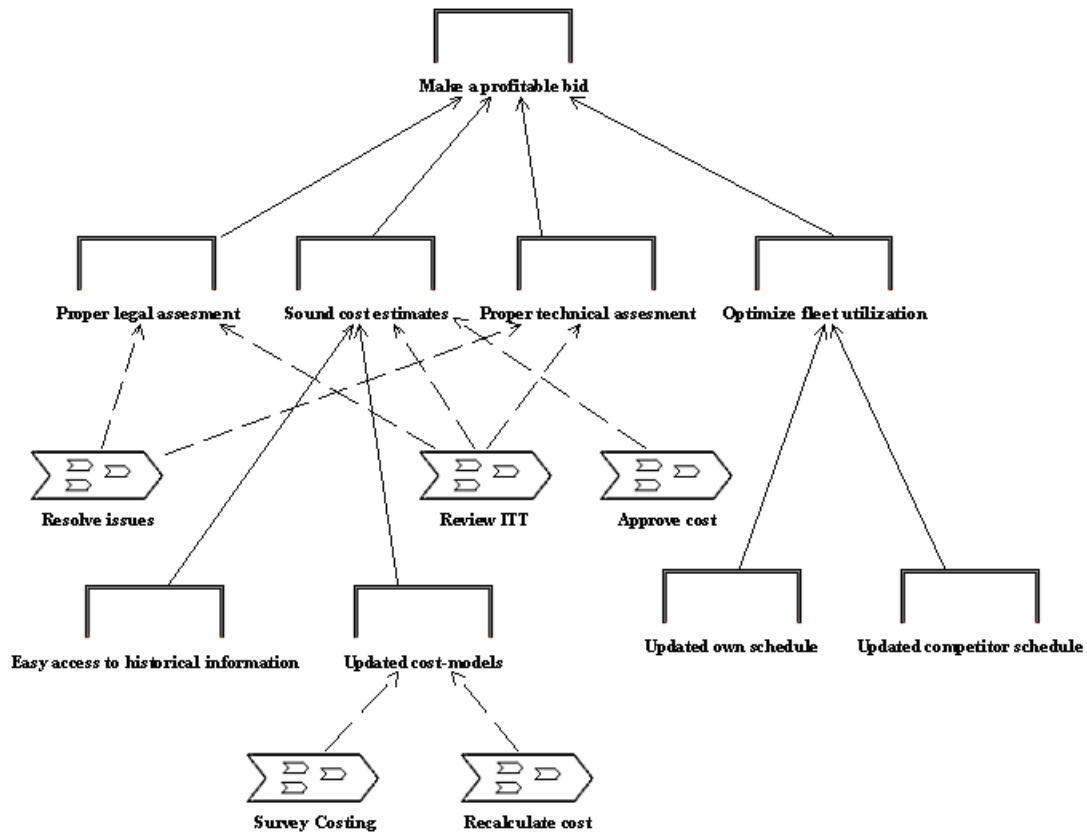 Make a profitable bid
Proper legal assesment
Sound cost estimates
Proper technical assesment
Optimize fleet utilization
Resolve issues
Review ITT
Approve cost
Easy access to historical information
Updated cost-models
Updated own schedule
Updated competitor schedule
Survey Costing
Recalculate cost